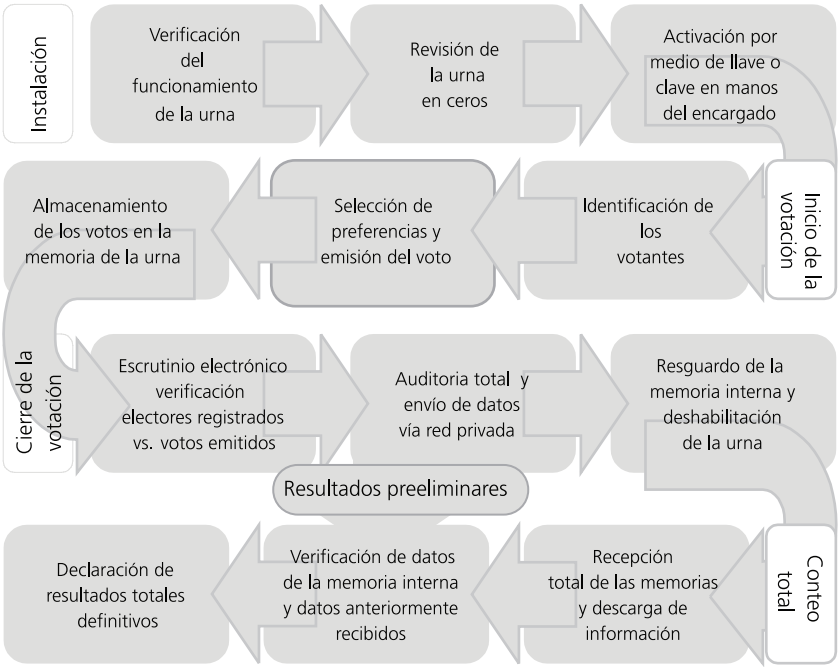 Instalación
Verificación
del
funcionamiento
de la urna
Revisión de
la urna
en ceros
Activación por
medio de llave o
clave en manos
del encargado
Inicio de la
votación
Identificación de
los
votantes
Selección de
preferencias y
emisión del voto
Almacenamiento
de los votos en la
memoria de la urna
Cierre de la
votación
Escrutinio electrónico
verificación
electores registrados
vs. votos emitidos
Auditoria total y
envío de datos
vía red privada
Resguardo de la
memoria interna y
deshabilitación
de la urna
Resultados preeliminares
Conteo
total
Recepción
total de las memorias
y descarga de
información
Verificación de datos
de la memoria interna
y datos anteriormente
recibidos
Declaración de
resultados totales
definitivos